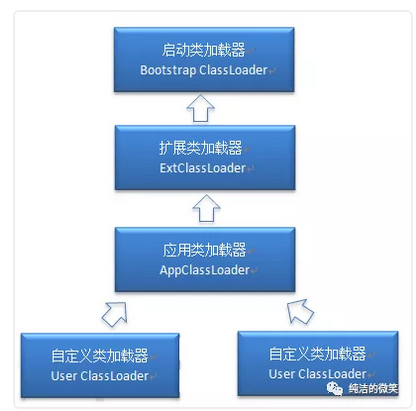 启动类加载器
Bootstrap ClassLoader
扩展类加载器
ExtClassLoader
应用类加载器
AppClassLoader
自定义类加载器
User ClassLoader
自定义类加载器
User ClassLoader
纯洁的微笑